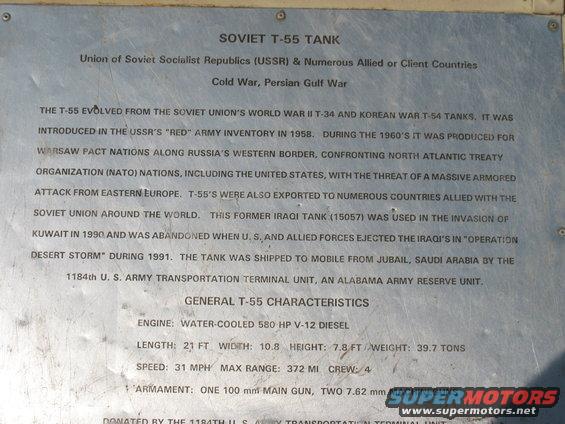 SOVIET T-55 TANK
Union of Soviet Socialist Republics (USSR) & Numerous Allied or Client Countries
Cold War, Persian Gulf War
THE T-55 EVOLVED FROM THE SOVIET UNION'S WORLD WAR II T-34 AND KOREAN WAR T-54 TANKS. IT WAS
INTRODUCED IN THE USSR'S "RED" ARMY INVENTORY IN 1958. DURING THE 1960'S IT WAS PRODUCED FOR
WARSAW PACT NATIONS ALONG RUSSIA'S WESTERN BORDER, CONFRONTING NORTH ATLANTIC TREATY
ORGANIZATION (NATO) NATIONS, INCLUDING THE UNITED STATES, WITH THE THREAT OF A MASSIVE ARMORED
ATTACK FROM EASTERN EUROPE. T-55'S WERE ALSO EXPORTED TO NUMEROUS COUNTRIES ALLIED WITH THE
SOVIET UNION AROUND THE WORLD. THIS FORMER IRAQI TANK (15057) WAS USED IN THE INVASION OF
KUWAIT IN 1990 AND WAS ABANDONED WHEN U.S. AND ALLIED FORCES EJECTED THE IRAQI'S IN "OPERATION
DESERT STORM" DURING 1991. THE TANK WAS SHIPPED TO MOBILE FROM JUBAIL, SAUDI ARABIA BY THE
1184th U. S. ARMY TRANSPORTATION TERMINAL UNIT, AN ALABAMA ARMY RESERVE UNIT.
GENERAL T-55 CHARACTERISTICS
ENGINE: WATER-COOLED 580 HP V-12 DIESEL
LENGTH: 21 FT WIDTH: 10.8 HEIGHT: 7.8 FT WEIGHT: 39.7 TONS
SPEED: 31 MPH MAX RANGE: 372 MI CREW: 4
ARMAMENT: ONE 100 mm MAIN GUN, TWO 7.62 mm
DONATED BY THE 1184TH U. S. ARMY TRANSPORTATION TERMINAL UNIT
SUPERMOTORS
www.supermotors.net